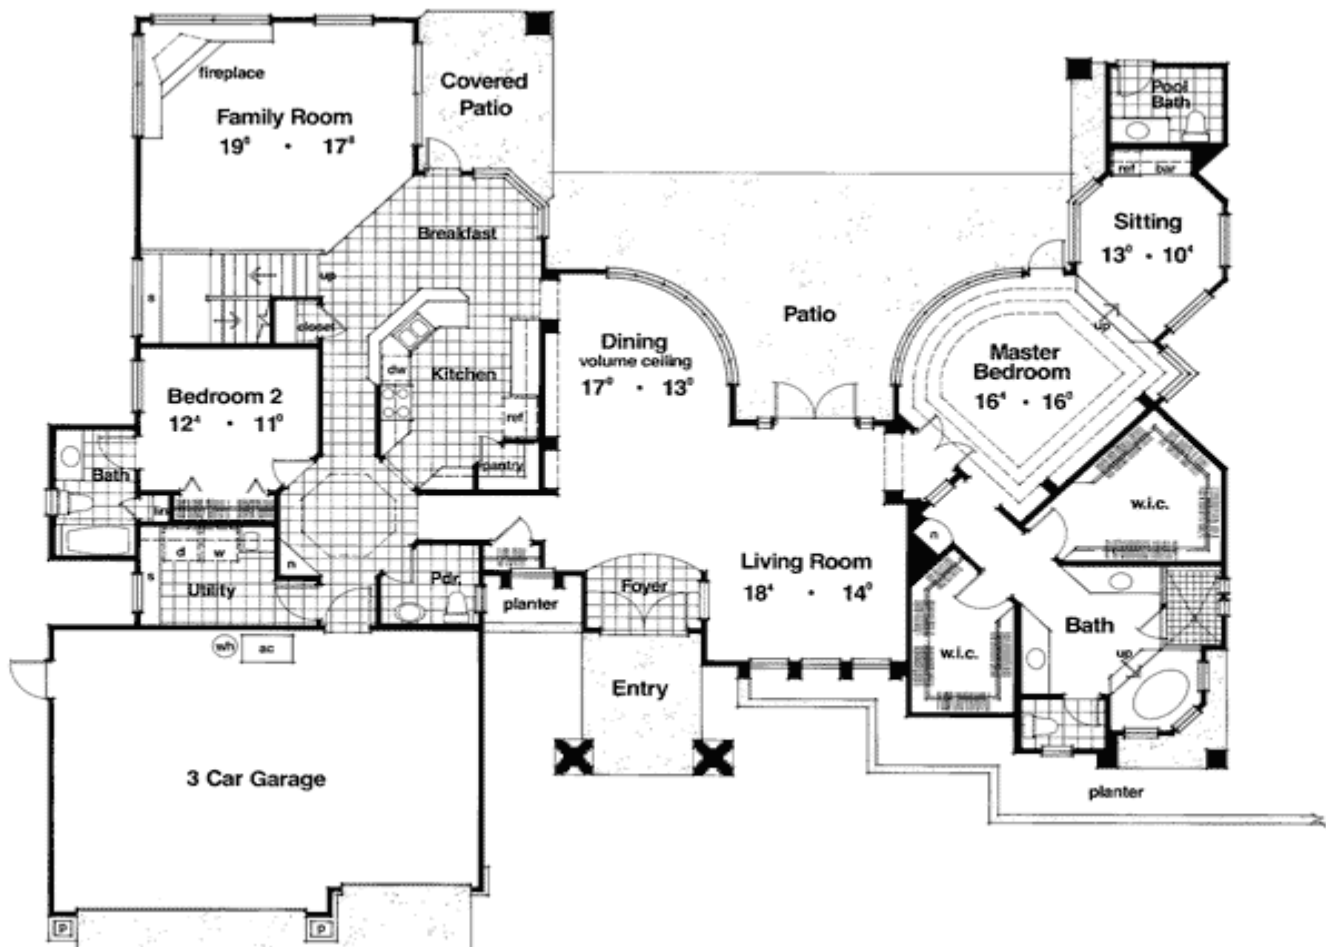 fireplace
Family Room
19⁶ · 17⁸
Covered
Patio
Pool
Bath
ref bar
Sitting
13⁰ · 10⁴
Breakfast
up
s
closet
Patio
up
Dining
volume ceiling
17⁰ · 13⁰
Master
Bedroom
16⁴ · 16⁰
dw
Kitchen
ref
pantry
Bedroom 2
12⁴ · 11⁰
Bath
lin
w.i.c.
d w
s
Utility
n
Pdr.
planter
Foyer
Living Room
18⁴ · 14⁰
n
w.i.c.
Bath
up
wh
ac
Entry
3 Car Garage
planter
P
P